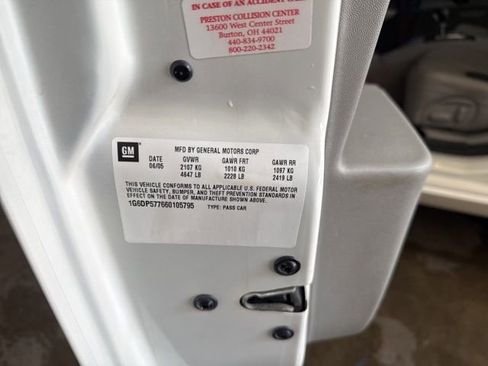 IN CASE OF AN ACCIDENT
PRESTON COLLISION CENTER
13600 West Center Street
Burton, OH 44021
440-834-9700
800-220-2342
GM
MFD BY GENERAL MOTORS CORP
DATE GVWR GAWR FRT GAWR RR
06/05 2107 KG 1010 KG 1097 KG
4647 LB 2228 LB 2419 LB
THIS VEHICLE CONFORMS TO ALL APPLICABLE U.S. FEDERAL MOTOR
VEHICLE SAFETY, BUMPER, AND THEFT PREVENTION STANDARDS IN
EFFECT ON THE DATE OF MANUFACTURE SHOWN ABOVE.
1G6DP577660105795 TYPE: PASS CAR